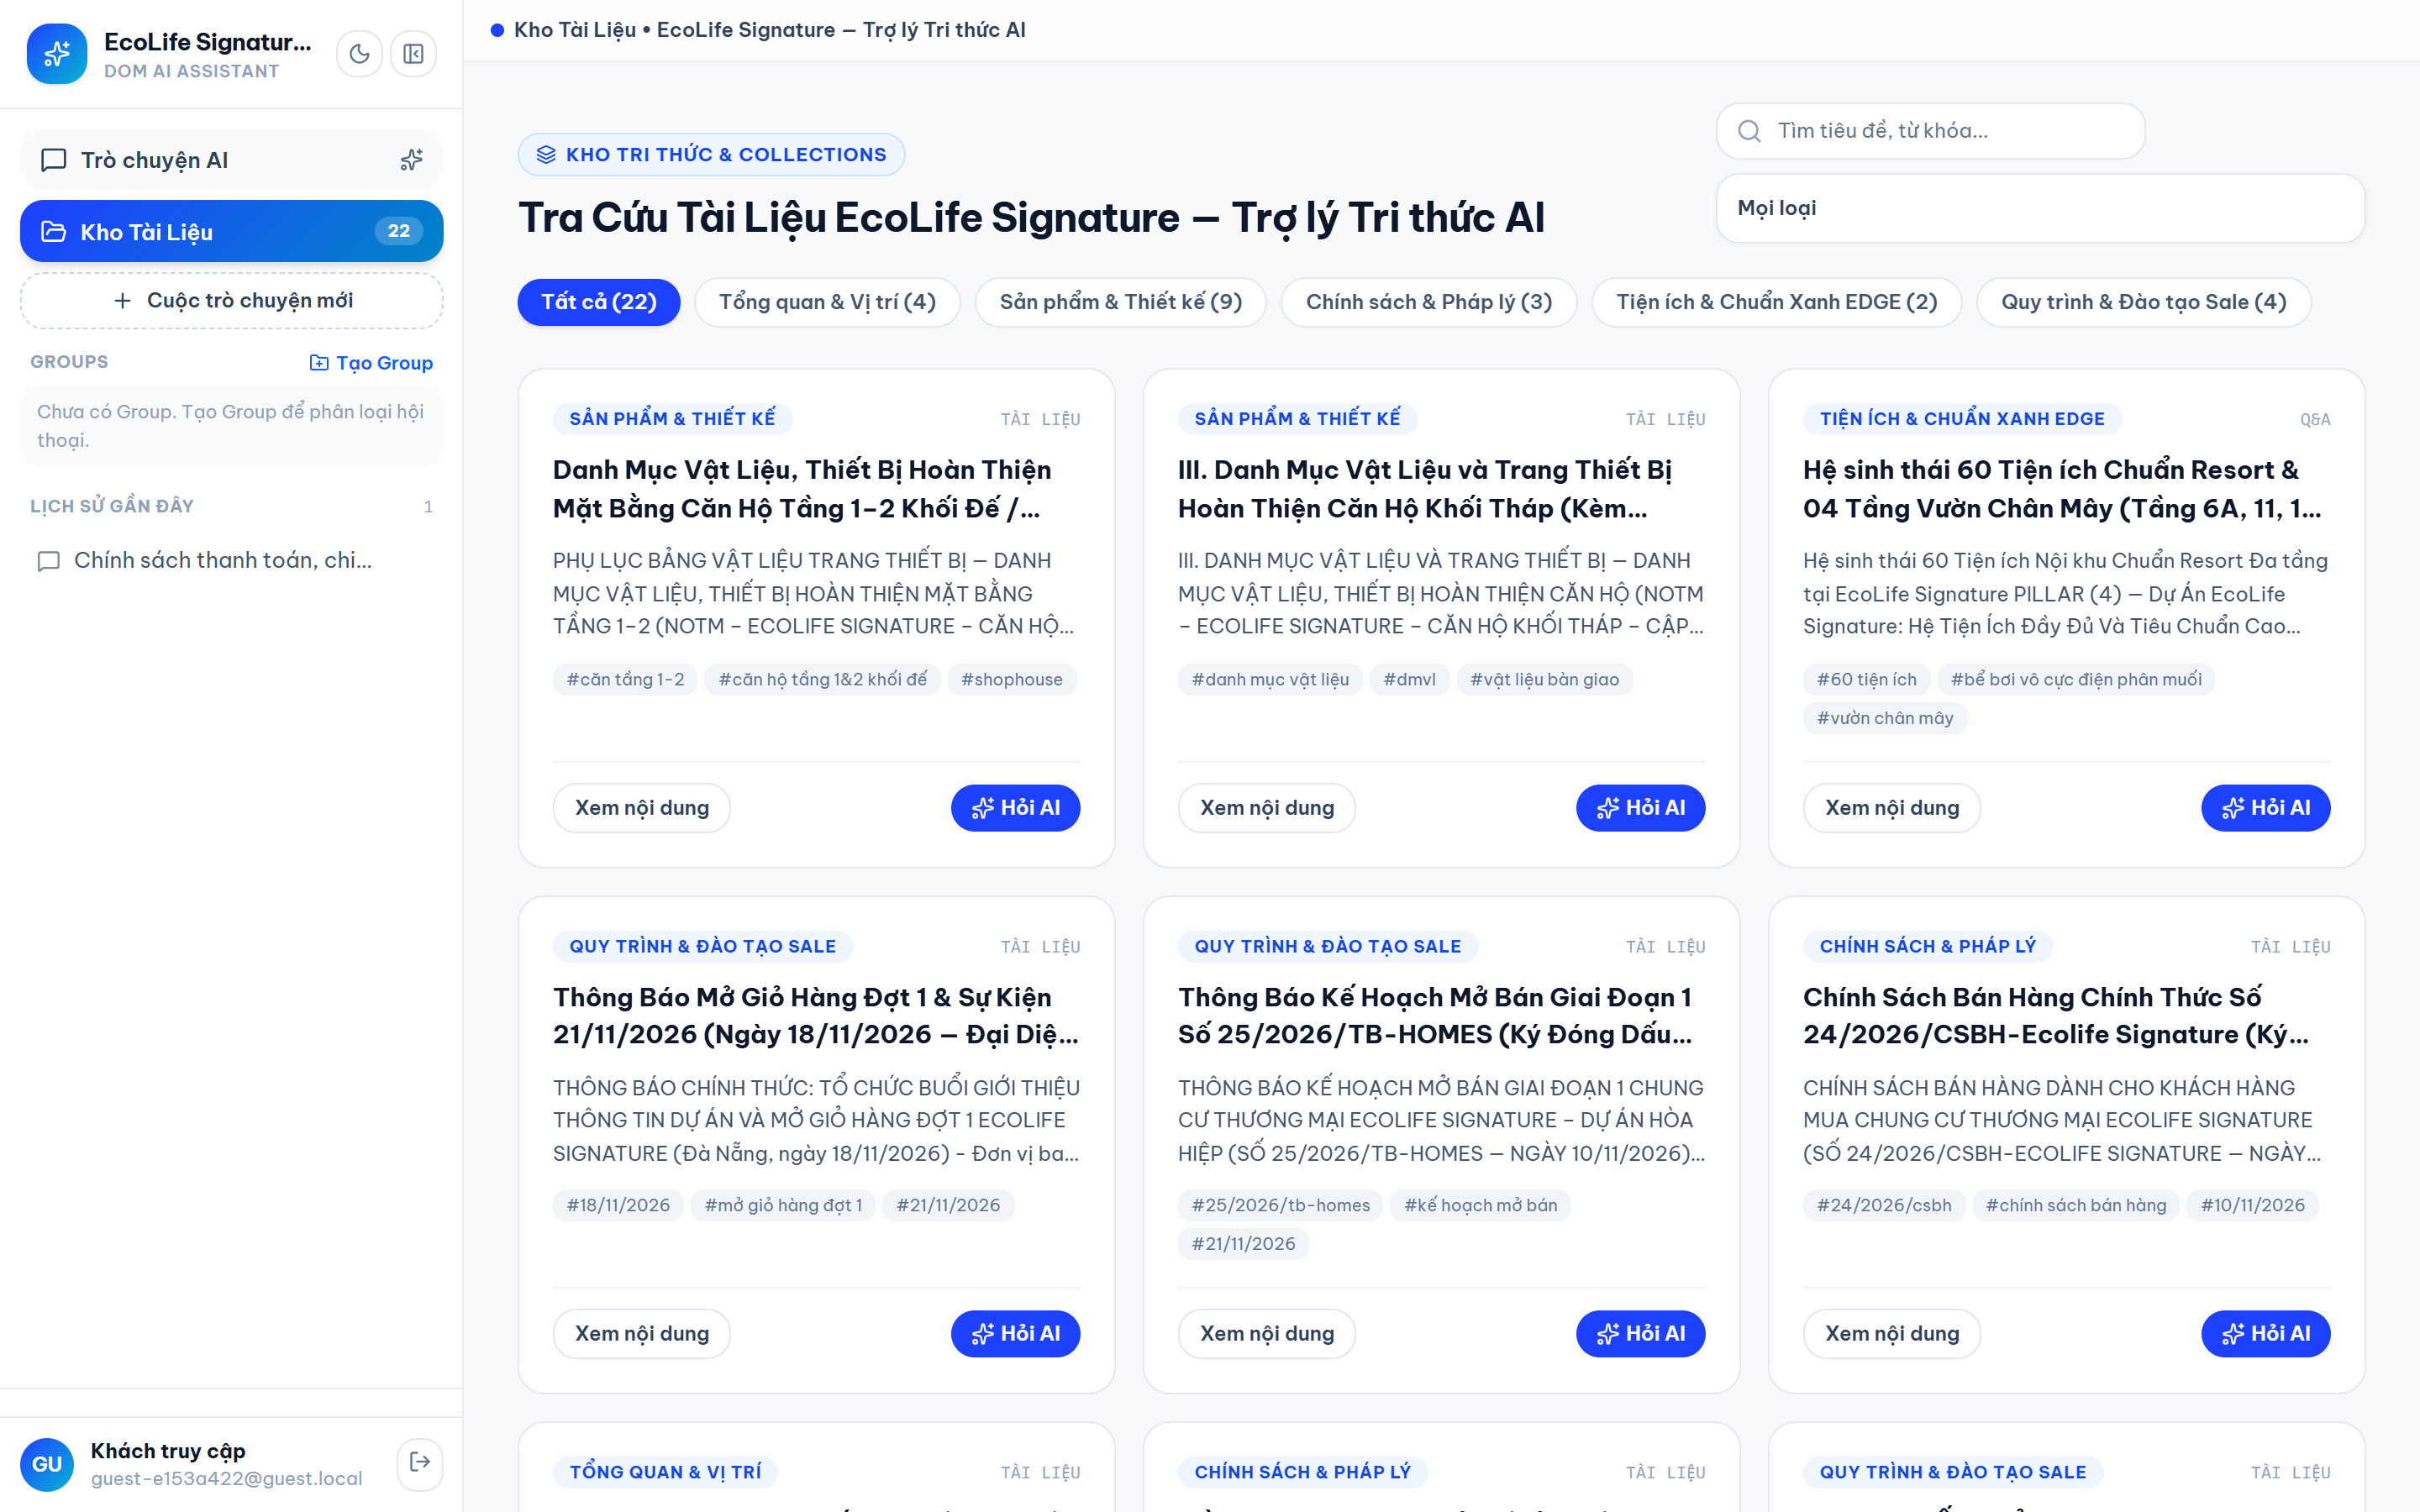 EcoLife Signatur...
DOM AI ASSISTANT
Trò chuyện AI
Kho Tài Liệu
22
Cuộc trò chuyện mới
GROUPS
Tạo Group
Chưa có Group. Tạo Group để phân loại hội
thoại.
LỊCH SỬ GẦN ĐÂY
1
Chính sách thanh toán, chi...
GU
Khách truy cập
guest-e153a422@guest.local
Kho Tài Liệu • EcoLife Signature — Trợ lý Tri thức AI
KHO TRI THỨC & COLLECTIONS
Tra Cứu Tài Liệu EcoLife Signature — Trợ lý Tri thức AI
Tìm tiêu đề, từ khóa...
Mọi loại
Tất cả (22)
Tổng quan & Vị trí (4)
Sản phẩm & Thiết kế (9)
Chính sách & Pháp lý (3)
Tiện ích & Chuẩn Xanh EDGE (2)
Quy trình & Đào tạo Sale (4)
SẢN PHẨM & THIẾT KẾ
TÀI LIỆU
Danh Mục Vật Liệu, Thiết Bị Hoàn Thiện
Mặt Bằng Căn Hộ Tầng 1–2 Khối Đế /...
PHỤ LỤC BẢNG VẬT LIỆU TRANG THIẾT BỊ — DANH
MỤC VẬT LIỆU, THIẾT BỊ HOÀN THIỆN MẶT BẰNG
TẦNG 1–2 (NOTM – ECOLIFE SIGNATURE – CĂN HỘ...
#căn tầng 1-2
#căn hộ tầng 1&2 khối đế
#shophouse
Xem nội dung
Hỏi AI
SẢN PHẨM & THIẾT KẾ
TÀI LIỆU
III. Danh Mục Vật Liệu và Trang Thiết Bị
Hoàn Thiện Căn Hộ Khối Tháp (Kèm...
III. DANH MỤC VẬT LIỆU VÀ TRANG THIẾT BỊ — DANH
MỤC VẬT LIỆU, THIẾT BỊ HOÀN THIỆN CĂN HỘ (NOTM
– ECOLIFE SIGNATURE – CĂN HỘ KHỐI THÁP – CẬP...
#danh mục vật liệu
#dmvl
#vật liệu bàn giao
Xem nội dung
Hỏi AI
TIỆN ÍCH & CHUẨN XANH EDGE
Q&A
Hệ sinh thái 60 Tiện ích Chuẩn Resort &
04 Tầng Vườn Chân Mây (Tầng 6A, 11, 1...
Hệ sinh thái 60 Tiện ích Nội khu Chuẩn Resort Đa tầng
tại EcoLife Signature PILLAR (4) — Dự Án EcoLife
Signature: Hệ Tiện Ích Đầy Đủ Và Tiêu Chuẩn Cao...
#60 tiện ích
#bể bơi vô cực điện phân muối
#vườn chân mây
Xem nội dung
Hỏi AI
QUY TRÌNH & ĐÀO TẠO SALE
TÀI LIỆU
Thông Báo Mở Giỏ Hàng Đợt 1 & Sự Kiện
21/11/2026 (Ngày 18/11/2026 — Đại Diệ...
THÔNG BÁO CHÍNH THỨC: TỔ CHỨC BUỔI GIỚI THIỆU
THÔNG TIN DỰ ÁN VÀ MỞ GIỎ HÀNG ĐỢT 1 ECOLIFE
SIGNATURE (Đà Nẵng, ngày 18/11/2026) - Đơn vị ba...
#18/11/2026
#mở giỏ hàng đợt 1
#21/11/2026
Xem nội dung
Hỏi AI
QUY TRÌNH & ĐÀO TẠO SALE
TÀI LIỆU
Thông Báo Kế Hoạch Mở Bán Giai Đoạn 1
Số 25/2026/TB-HOMES (Ký Đóng Dấu...
THÔNG BÁO KẾ HOẠCH MỞ BÁN GIAI ĐOẠN 1 CHUNG
CƯ THƯƠNG MẠI ECOLIFE SIGNATURE – DỰ ÁN HÒA
HIỆP (SỐ 25/2026/TB-HOMES — NGÀY 10/11/2026)...
#25/2026/tb-homes
#kế hoạch mở bán
#21/11/2026
Xem nội dung
Hỏi AI
CHÍNH SÁCH & PHÁP LÝ
TÀI LIỆU
Chính Sách Bán Hàng Chính Thức Số
24/2026/CSBH-Ecolife Signature (Ký...
CHÍNH SÁCH BÁN HÀNG DÀNH CHO KHÁCH HÀNG
MUA CHUNG CƯ THƯƠNG MẠI ECOLIFE SIGNATURE
(SỐ 24/2026/CSBH-ECOLIFE SIGNATURE — NGÀY...
#24/2026/csbh
#chính sách bán hàng
#10/11/2026
Xem nội dung
Hỏi AI
TỔNG QUAN & VỊ TRÍ
TÀI LIỆU
CHÍNH SÁCH & PHÁP LÝ
TÀI LIỆU
QUY TRÌNH & ĐÀO TẠO SALE
TÀI LIỆU